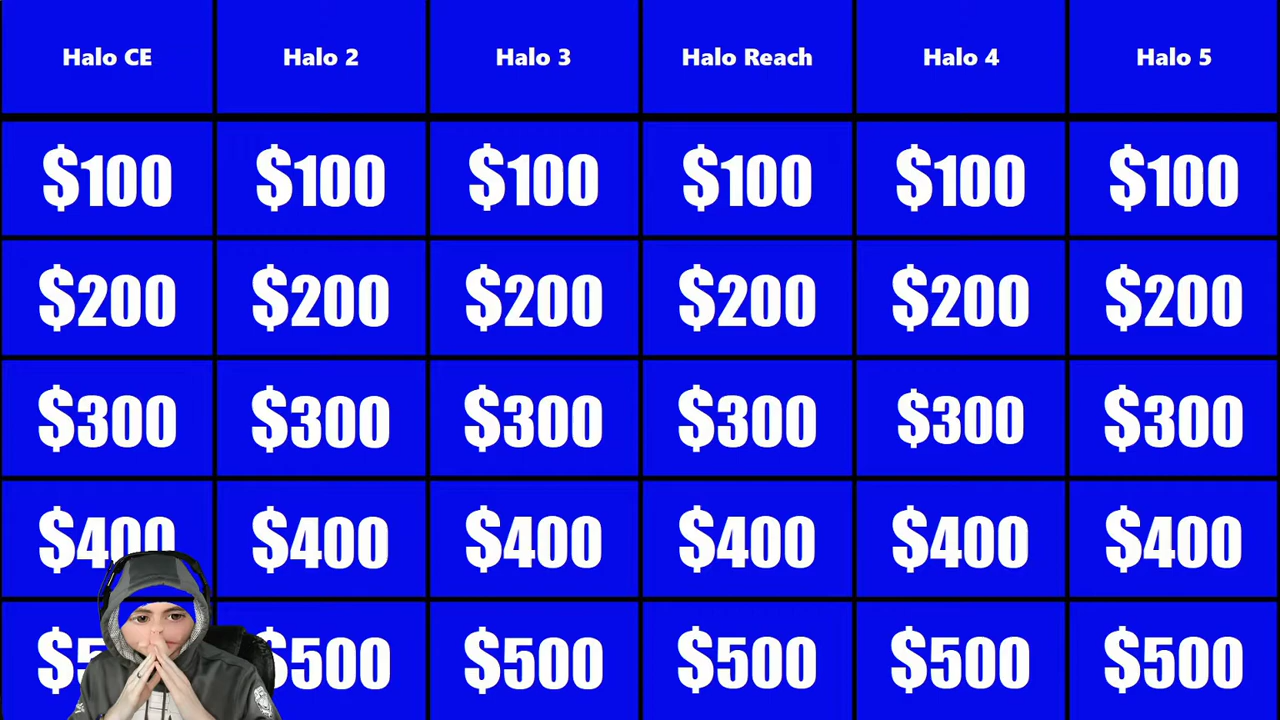 Halo CE Halo 2 Halo 3 Halo Reach Halo 4 Halo 5
$100 $100 $100 $100 $100 $100
$200 $200 $200 $200 $200 $200
$300 $300 $300 $300 $300 $300
$400 $400 $400 $400 $400 $400
$500 $500 $500 $500 $500